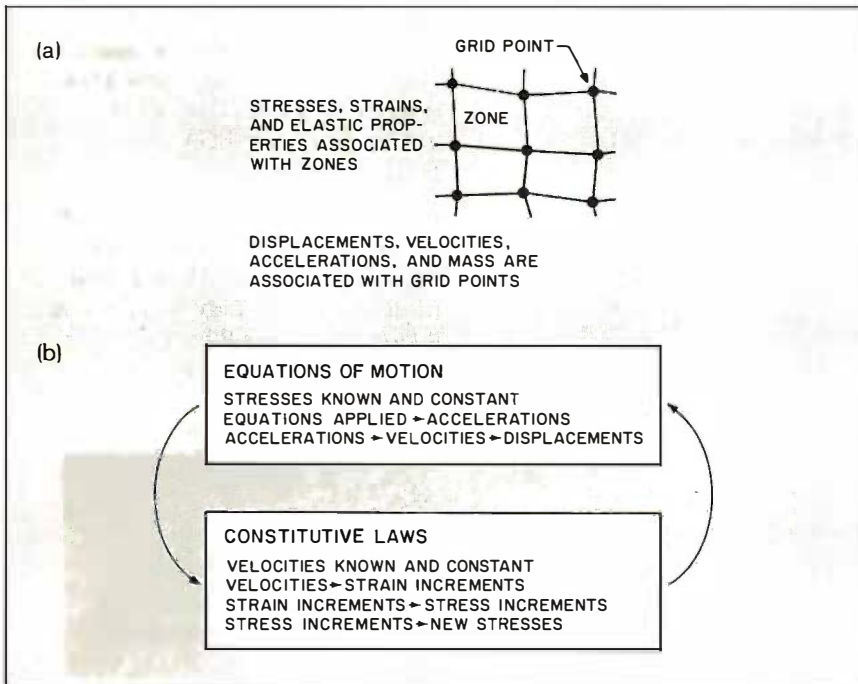 (a)
GRID POINT
STRESSES, STRAINS,
AND ELASTIC PROP-
ERTIES ASSOCIATED
WITH ZONES
ZONE
DISPLACEMENTS, VELOCITIES,
ACCELERATIONS, AND MASS ARE
ASSOCIATED WITH GRID POINTS
(b)
EQUATIONS OF MOTION
STRESSES KNOWN AND CONSTANT
EQUATIONS APPLIED → ACCELERATIONS
ACCELERATIONS → VELOCITIES → DISPLACEMENTS
CONSTITUTIVE LAWS
VELOCITIES KNOWN AND CONSTANT
VELOCITIES → STRAIN INCREMENTS
STRAIN INCREMENTS → STRESS INCREMENTS
STRESS INCREMENTS → NEW STRESSES